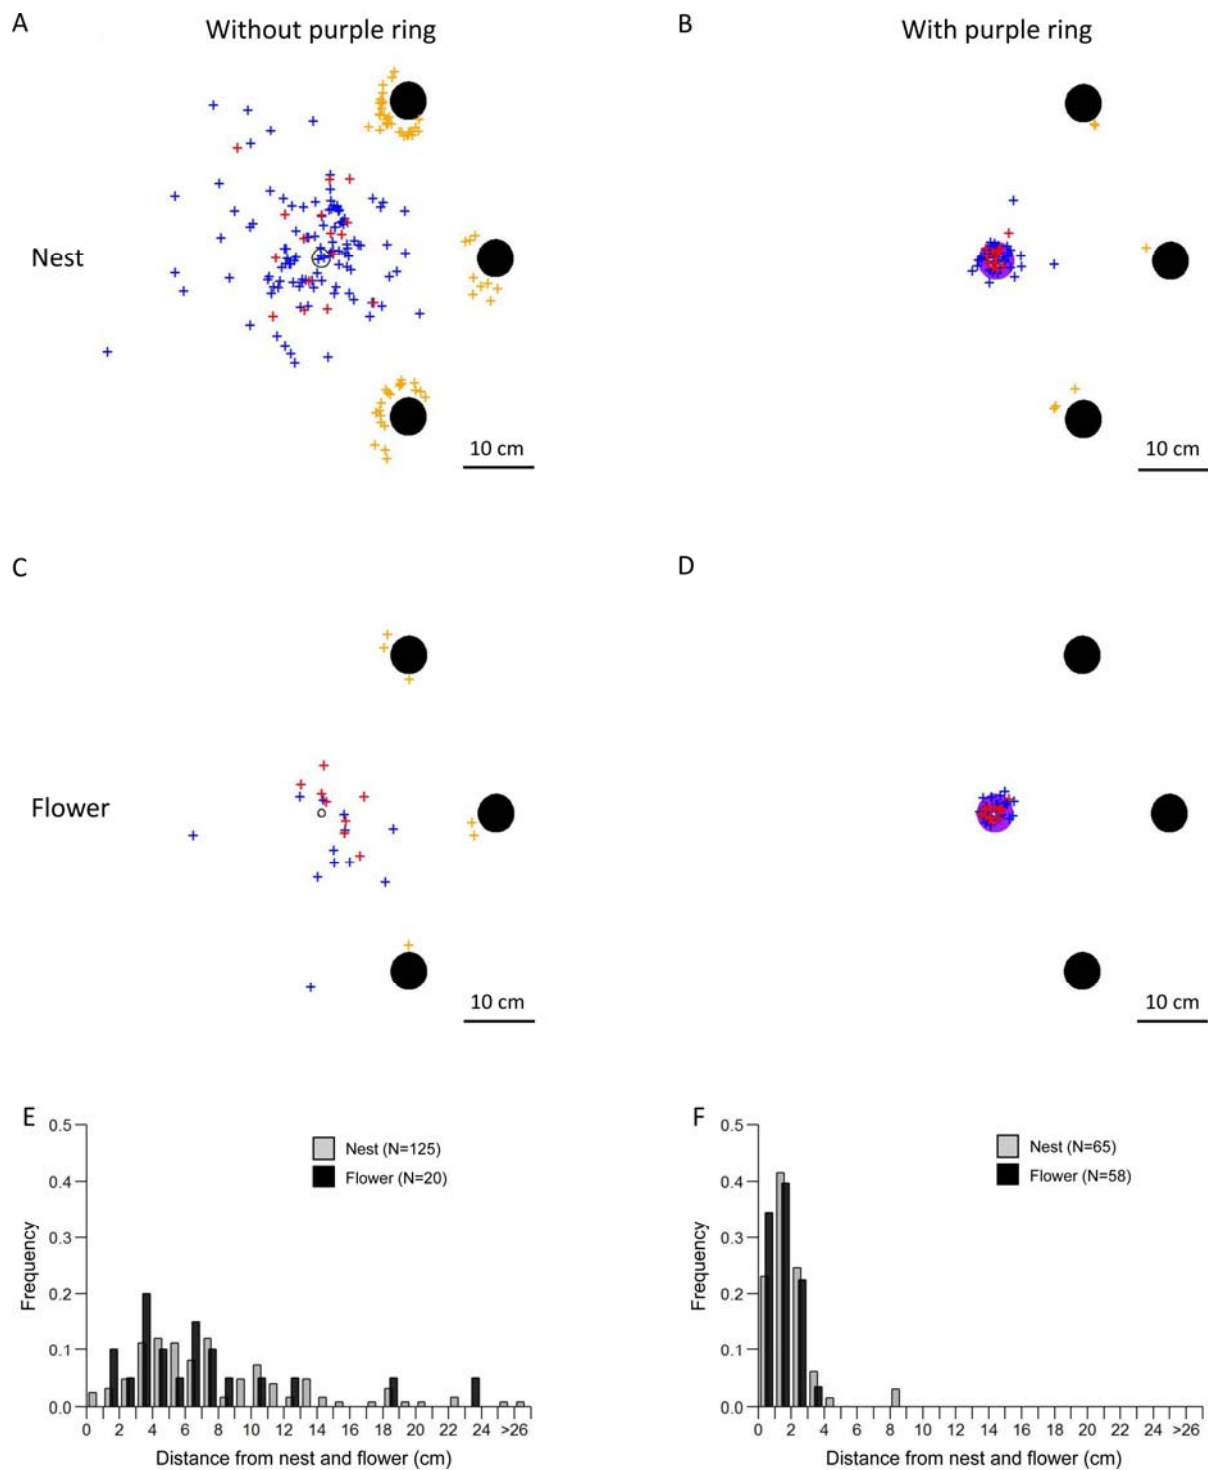 A
Without purple ring
B
With purple ring
Nest
10 cm
10 cm
C
D
Flower
10 cm
10 cm
E
0.5
0.4
0.3
0.2
0.1
0.0
Frequency
Nest (N=125)
Flower (N=20)
0 2 4 6 8 10 12 14 16 18 20 22 24 >26
Distance from nest and flower (cm)
F
0.5
0.4
0.3
0.2
0.1
0.0
Frequency
Nest (N=65)
Flower (N=58)
0 2 4 6 8 10 12 14 16 18 20 22 24 >26
Distance from nest and flower (cm)